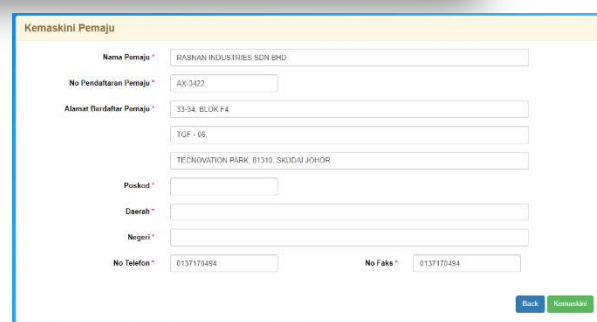 Kemaskini Pemaju
Nama Pemaju * RASNAN INDUSTRIES SDN BHD
No Pendaftaran Pemaju * AX-3422
Alamat Berdaftar Pemaju * 33-34, BLOK F4
TGF - 06,
TECNOVATION PARK, 81310, SKUDAI JOHOR
Poskod *
Daerah *
Negeri *
No Telefon * 0137170494 No Faks * 0137170494
Back Kemaskini